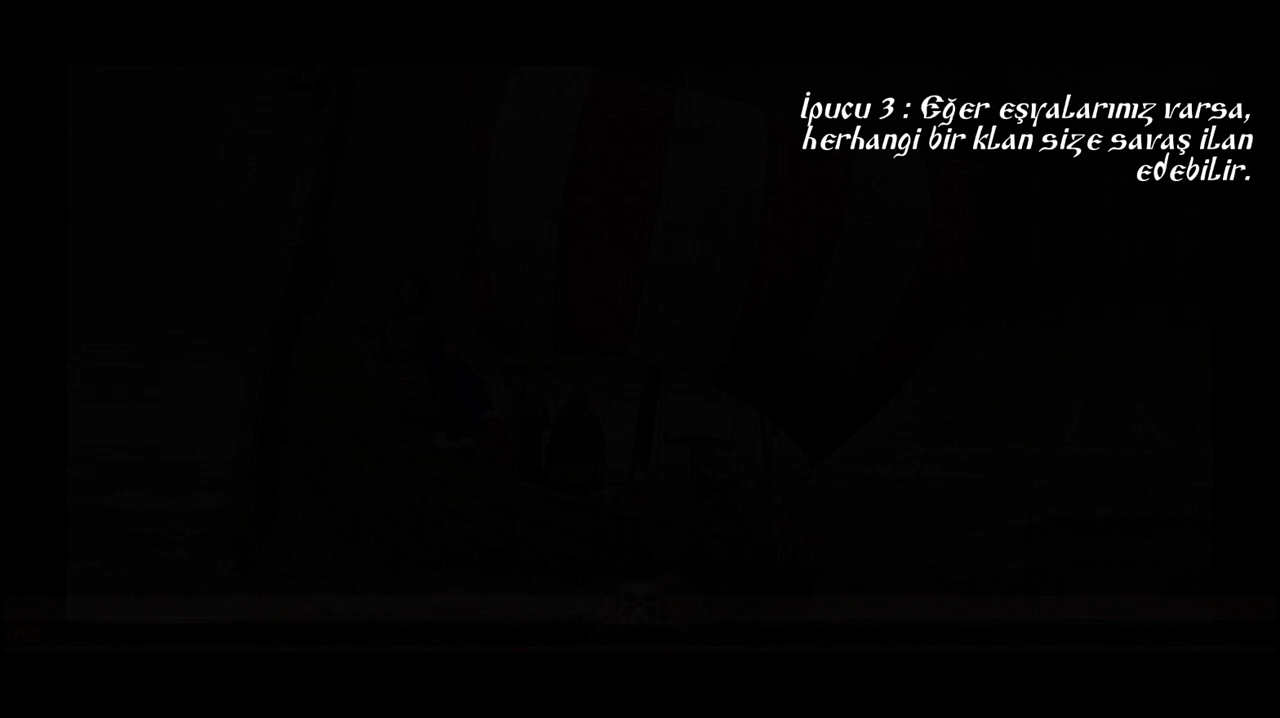 İpucu 3 : Eğer eşyalarınız varsa,
herhangi bir klan size savaş ilan
edebilir.